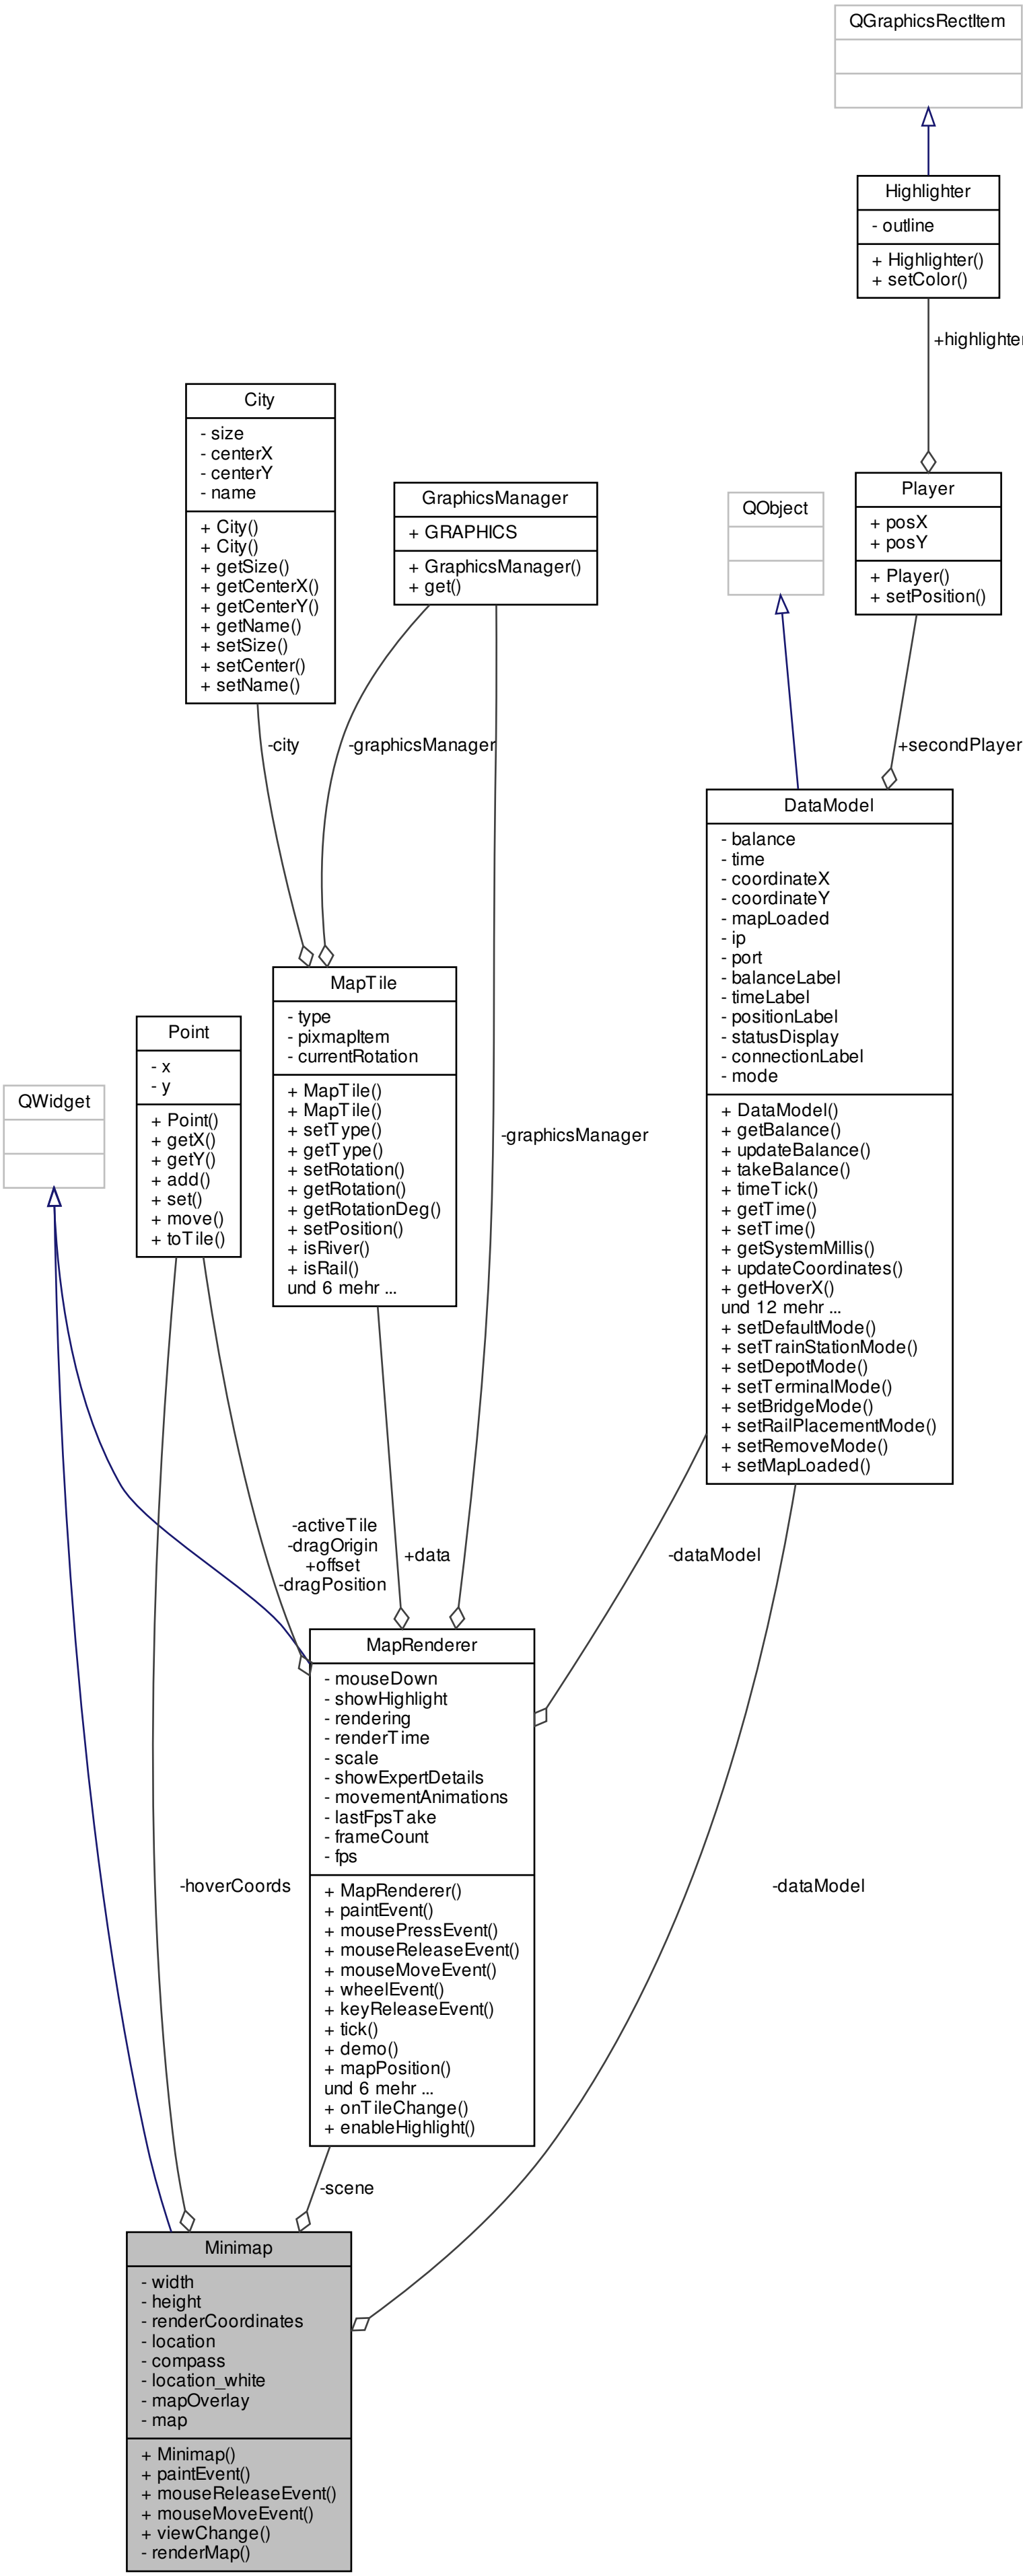 QGraphicsRectItem
Highlighter
- outline
+ Highlighter()
+ setColor()
+highlighter
City
- size
- centerX
- centerY
- name
+ City()
+ City()
+ getSize()
+ getCenterX()
+ getCenterY()
+ getName()
+ setSize()
+ setCenter()
+ setName()
GraphicsManager
+ GRAPHICS
+ GraphicsManager()
+ get()
QObject
Player
+ posX
+ posY
+ Player()
+ setPosition()
-city
-graphicsManager
+secondPlayer
DataModel
- balance
- time
- coordinateX
- coordinateY
- mapLoaded
- ip
- port
- balanceLabel
- timeLabel
- positionLabel
- statusDisplay
- connectionLabel
- mode
+ DataModel()
+ getBalance()
+ updateBalance()
+ takeBalance()
+ timeTick()
+ getTime()
+ setTime()
+ getSystemMillis()
+ updateCoordinates()
+ getHoverX()
und 12 mehr ...
+ setDefaultMode()
+ setTrainStationMode()
+ setDepotMode()
+ setTerminalMode()
+ setBridgeMode()
+ setRailPlacementMode()
+ setRemoveMode()
+ setMapLoaded()
MapTile
- type
- pixmapItem
- currentRotation
+ MapTile()
+ MapTile()
+ setType()
+ getType()
+ setRotation()
+ getRotation()
+ getRotationDeg()
+ setPosition()
+ isRiver()
+ isRail()
und 6 mehr ...
Point
- x
- y
+ Point()
+ getX()
+ getY()
+ add()
+ set()
+ move()
+ toTile()
QWidget
-graphicsManager
-activeTile
-dragOrigin
+offset
-dragPosition
+data
-dataModel
MapRenderer
- mouseDown
- showHighlight
- rendering
- renderTime
- scale
- showExpertDetails
- movementAnimations
- lastFpsTake
- frameCount
- fps
+ MapRenderer()
+ paintEvent()
+ mousePressEvent()
+ mouseReleaseEvent()
+ mouseMoveEvent()
+ wheelEvent()
+ keyReleaseEvent()
+ tick()
+ demo()
+ mapPosition()
und 6 mehr ...
+ onTileChange()
+ enableHighlight()
-hoverCoords
-dataModel
-scene
Minimap
- width
- height
- renderCoordinates
- location
- compass
- location_white
- mapOverlay
- map
+ Minimap()
+ paintEvent()
+ mouseReleaseEvent()
+ mouseMoveEvent()
+ viewChange()
- renderMap()